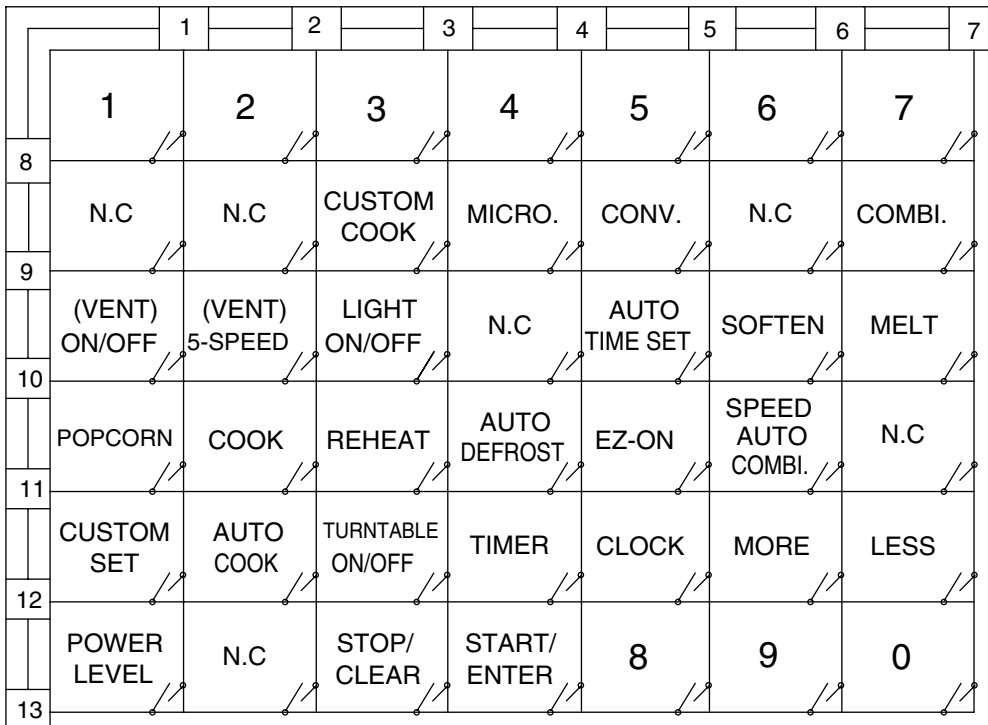 1 2 3 4 5 6 7
1 2 3 4 5 6 7
8
N.C N.C CUSTOM COOK MICRO. CONV. N.C COMBI.
9
(VENT) ON/OFF (VENT) 5-SPEED LIGHT ON/OFF N.C AUTO TIME SET SOFTEN MELT
10
POPCORN COOK REHEAT AUTO DEFROST EZ-ON SPEED AUTO COMBI. N.C
11
CUSTOM SET AUTO COOK TURNTABLE ON/OFF TIMER CLOCK MORE LESS
12
POWER LEVEL N.C STOP/ CLEAR START/ ENTER 8 9 0
13